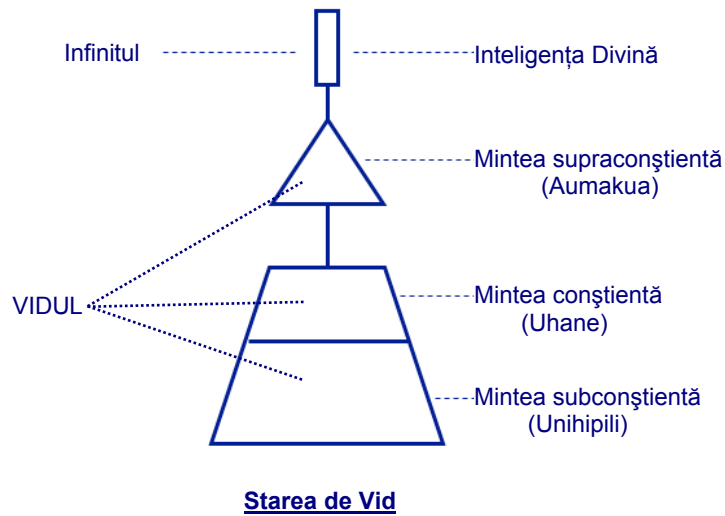 Infinitul
Inteligența Divină
Mintea supraconştientă
(Aumakua)
VIDUL
Mintea conştientă
(Uhane)
Mintea subconştientă
(Unihipili)
Starea de Vid